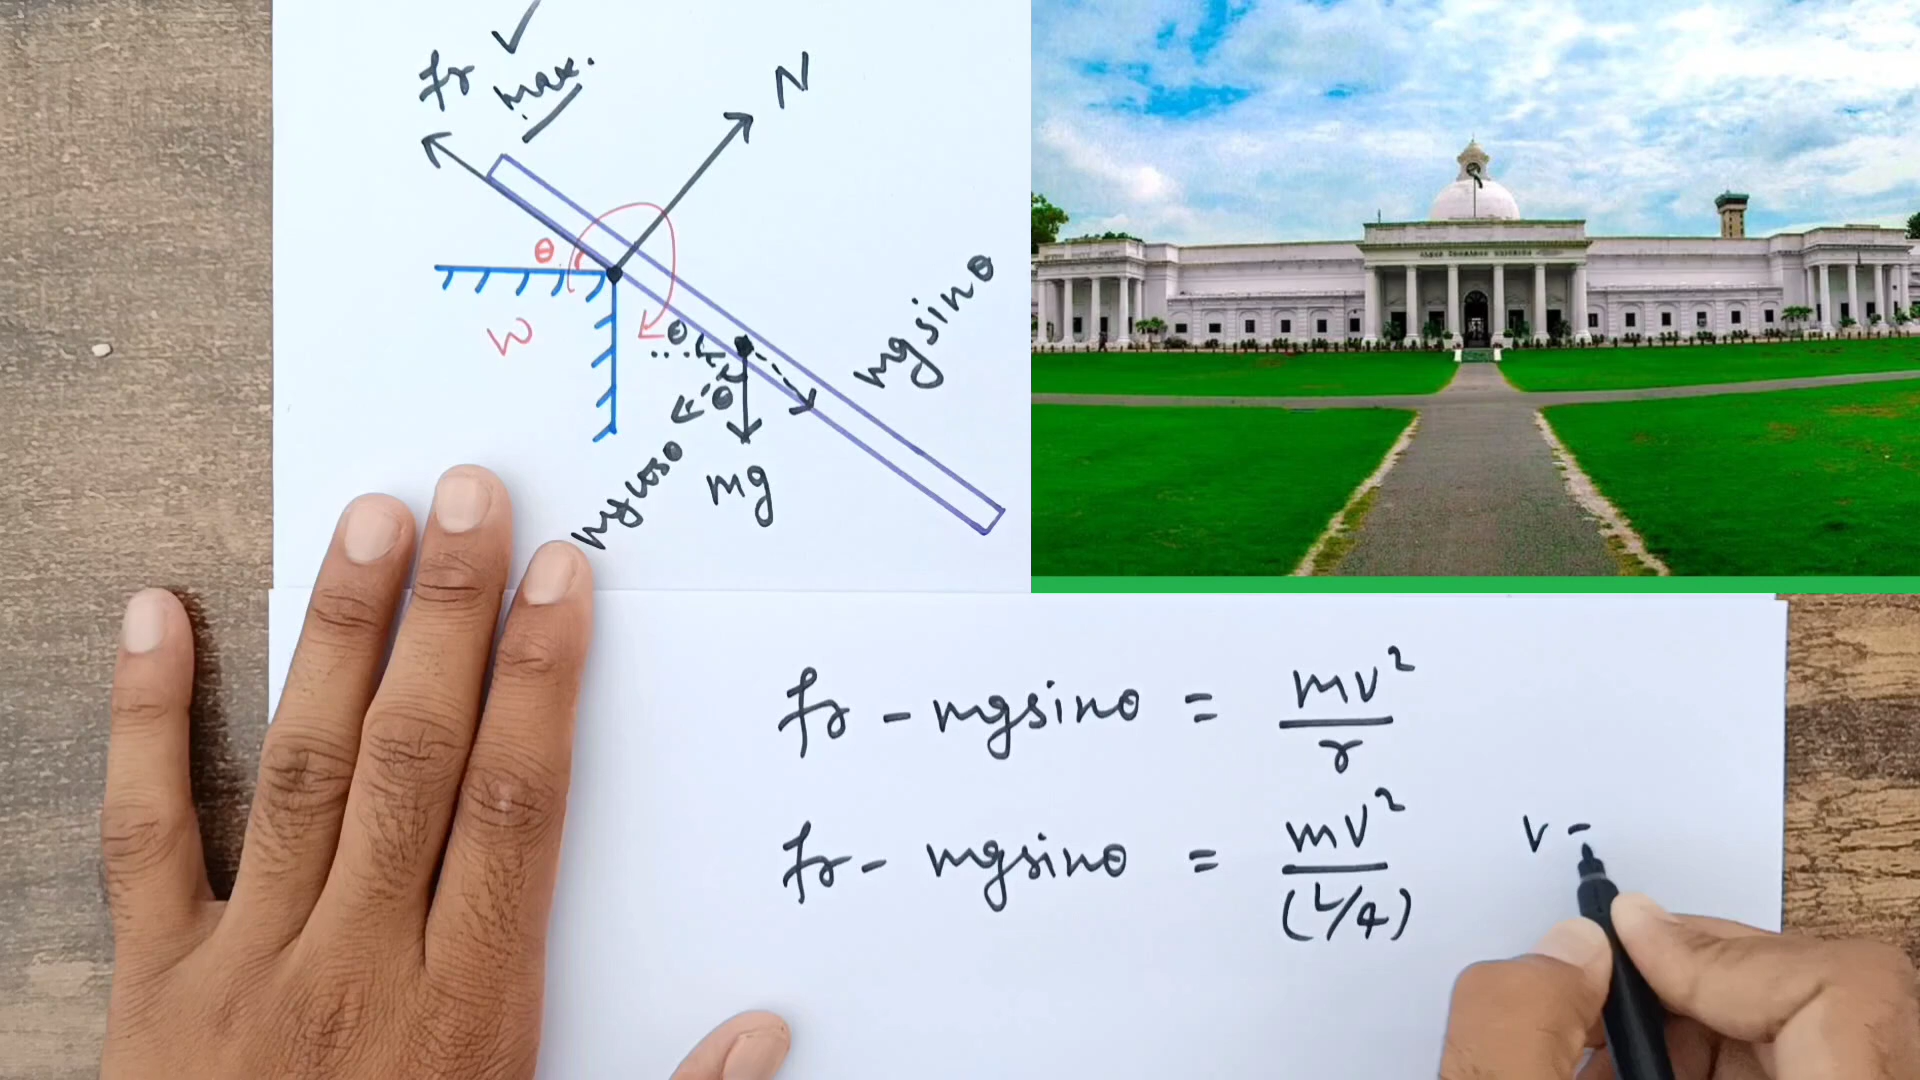 fr max.
N
θ
W
θ
θ
mg sinθ
mg cosθ
mg
fr - mgsinθ = mv²/r
fr - mgsinθ = mv²/(L/4)
v =